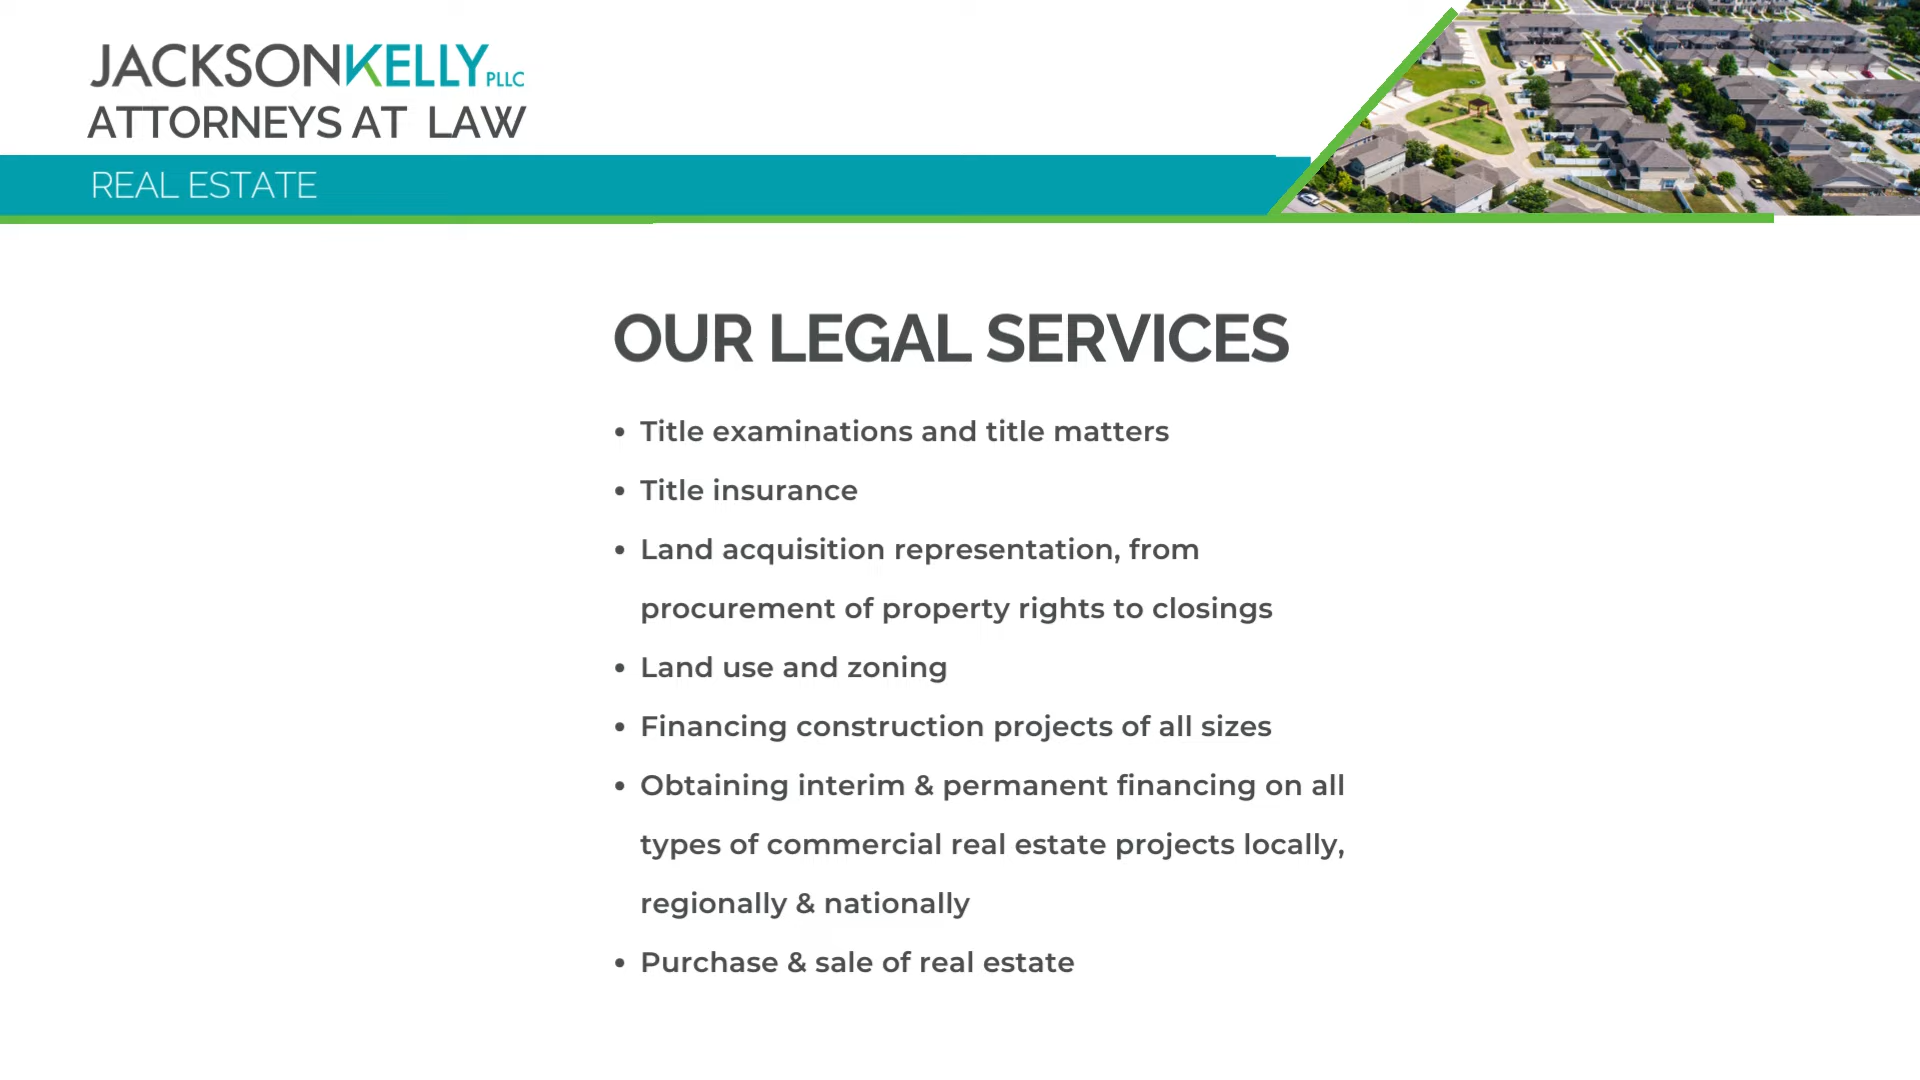 JACKSONKELLY PLLC
ATTORNEYS AT LAW
REAL ESTATE
OUR LEGAL SERVICES
• Title examinations and title matters
• Title insurance
• Land acquisition representation, from
procurement of property rights to closings
• Land use and zoning
• Financing construction projects of all sizes
• Obtaining interim & permanent financing on all
types of commercial real estate projects locally,
regionally & nationally
• Purchase & sale of real estate